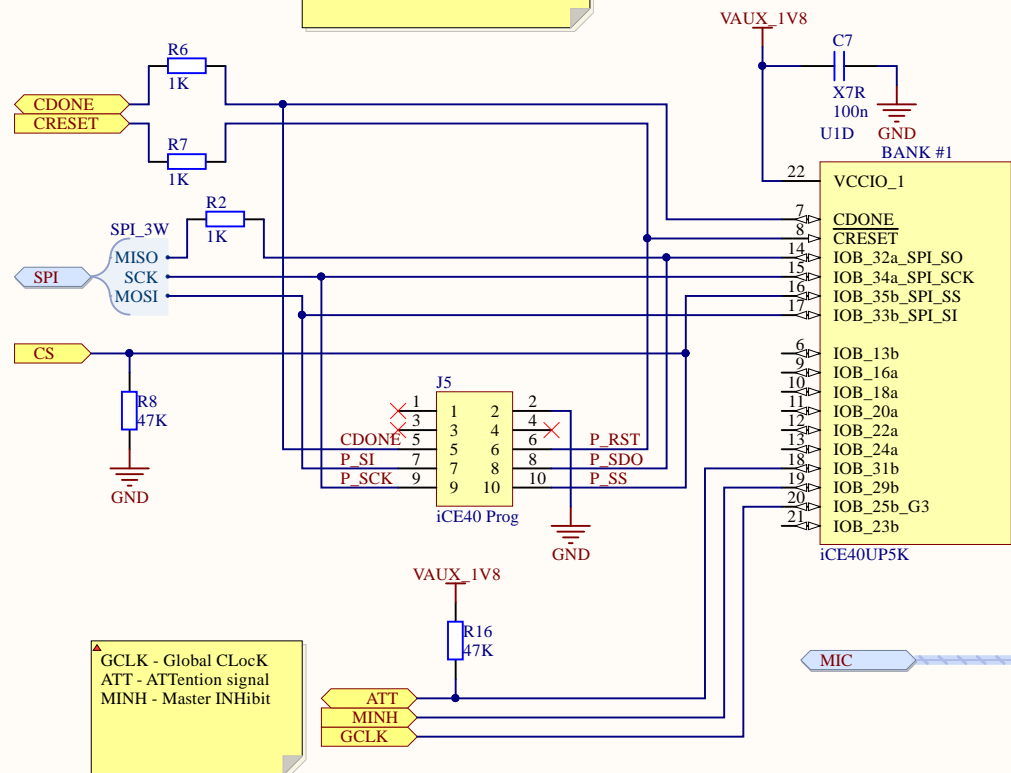 VAUX_1V8
C7
X7R
100n
GND
U1D
BANK #1
R6
1K
CDONE
CRESET
R7
1K
R2
1K
SPI_3W
MISO
SPI
SCK
MOSI
CS
R8
47K
GND
22 VCCIO_1
7 CDONE
8 CRESET
14 IOB_32a_SPI_SO
15 IOB_34a_SPI_SCK
16 IOB_35b_SPI_SS
17 IOB_33b_SPI_SI
6 IOB_13b
9 IOB_16a
10 IOB_18a
11 IOB_20a
12 IOB_22a
13 IOB_24a
18 IOB_31b
19 IOB_29b
20 IOB_25b_G3
21 IOB_23b
iCE40UP5K
J5
1 1 2 2
3 3 4 4
CDONE 5 5 6 6 P_RST
P_SI 7 7 8 8 P_SDO
P_SCK 9 9 10 10 P_SS
iCE40 Prog
GND
VAUX_1V8
R16
47K
ATT
MINH
GCLK
GCLK - Global CLocK
ATT - ATTention signal
MINH - Master INHibit
MIC